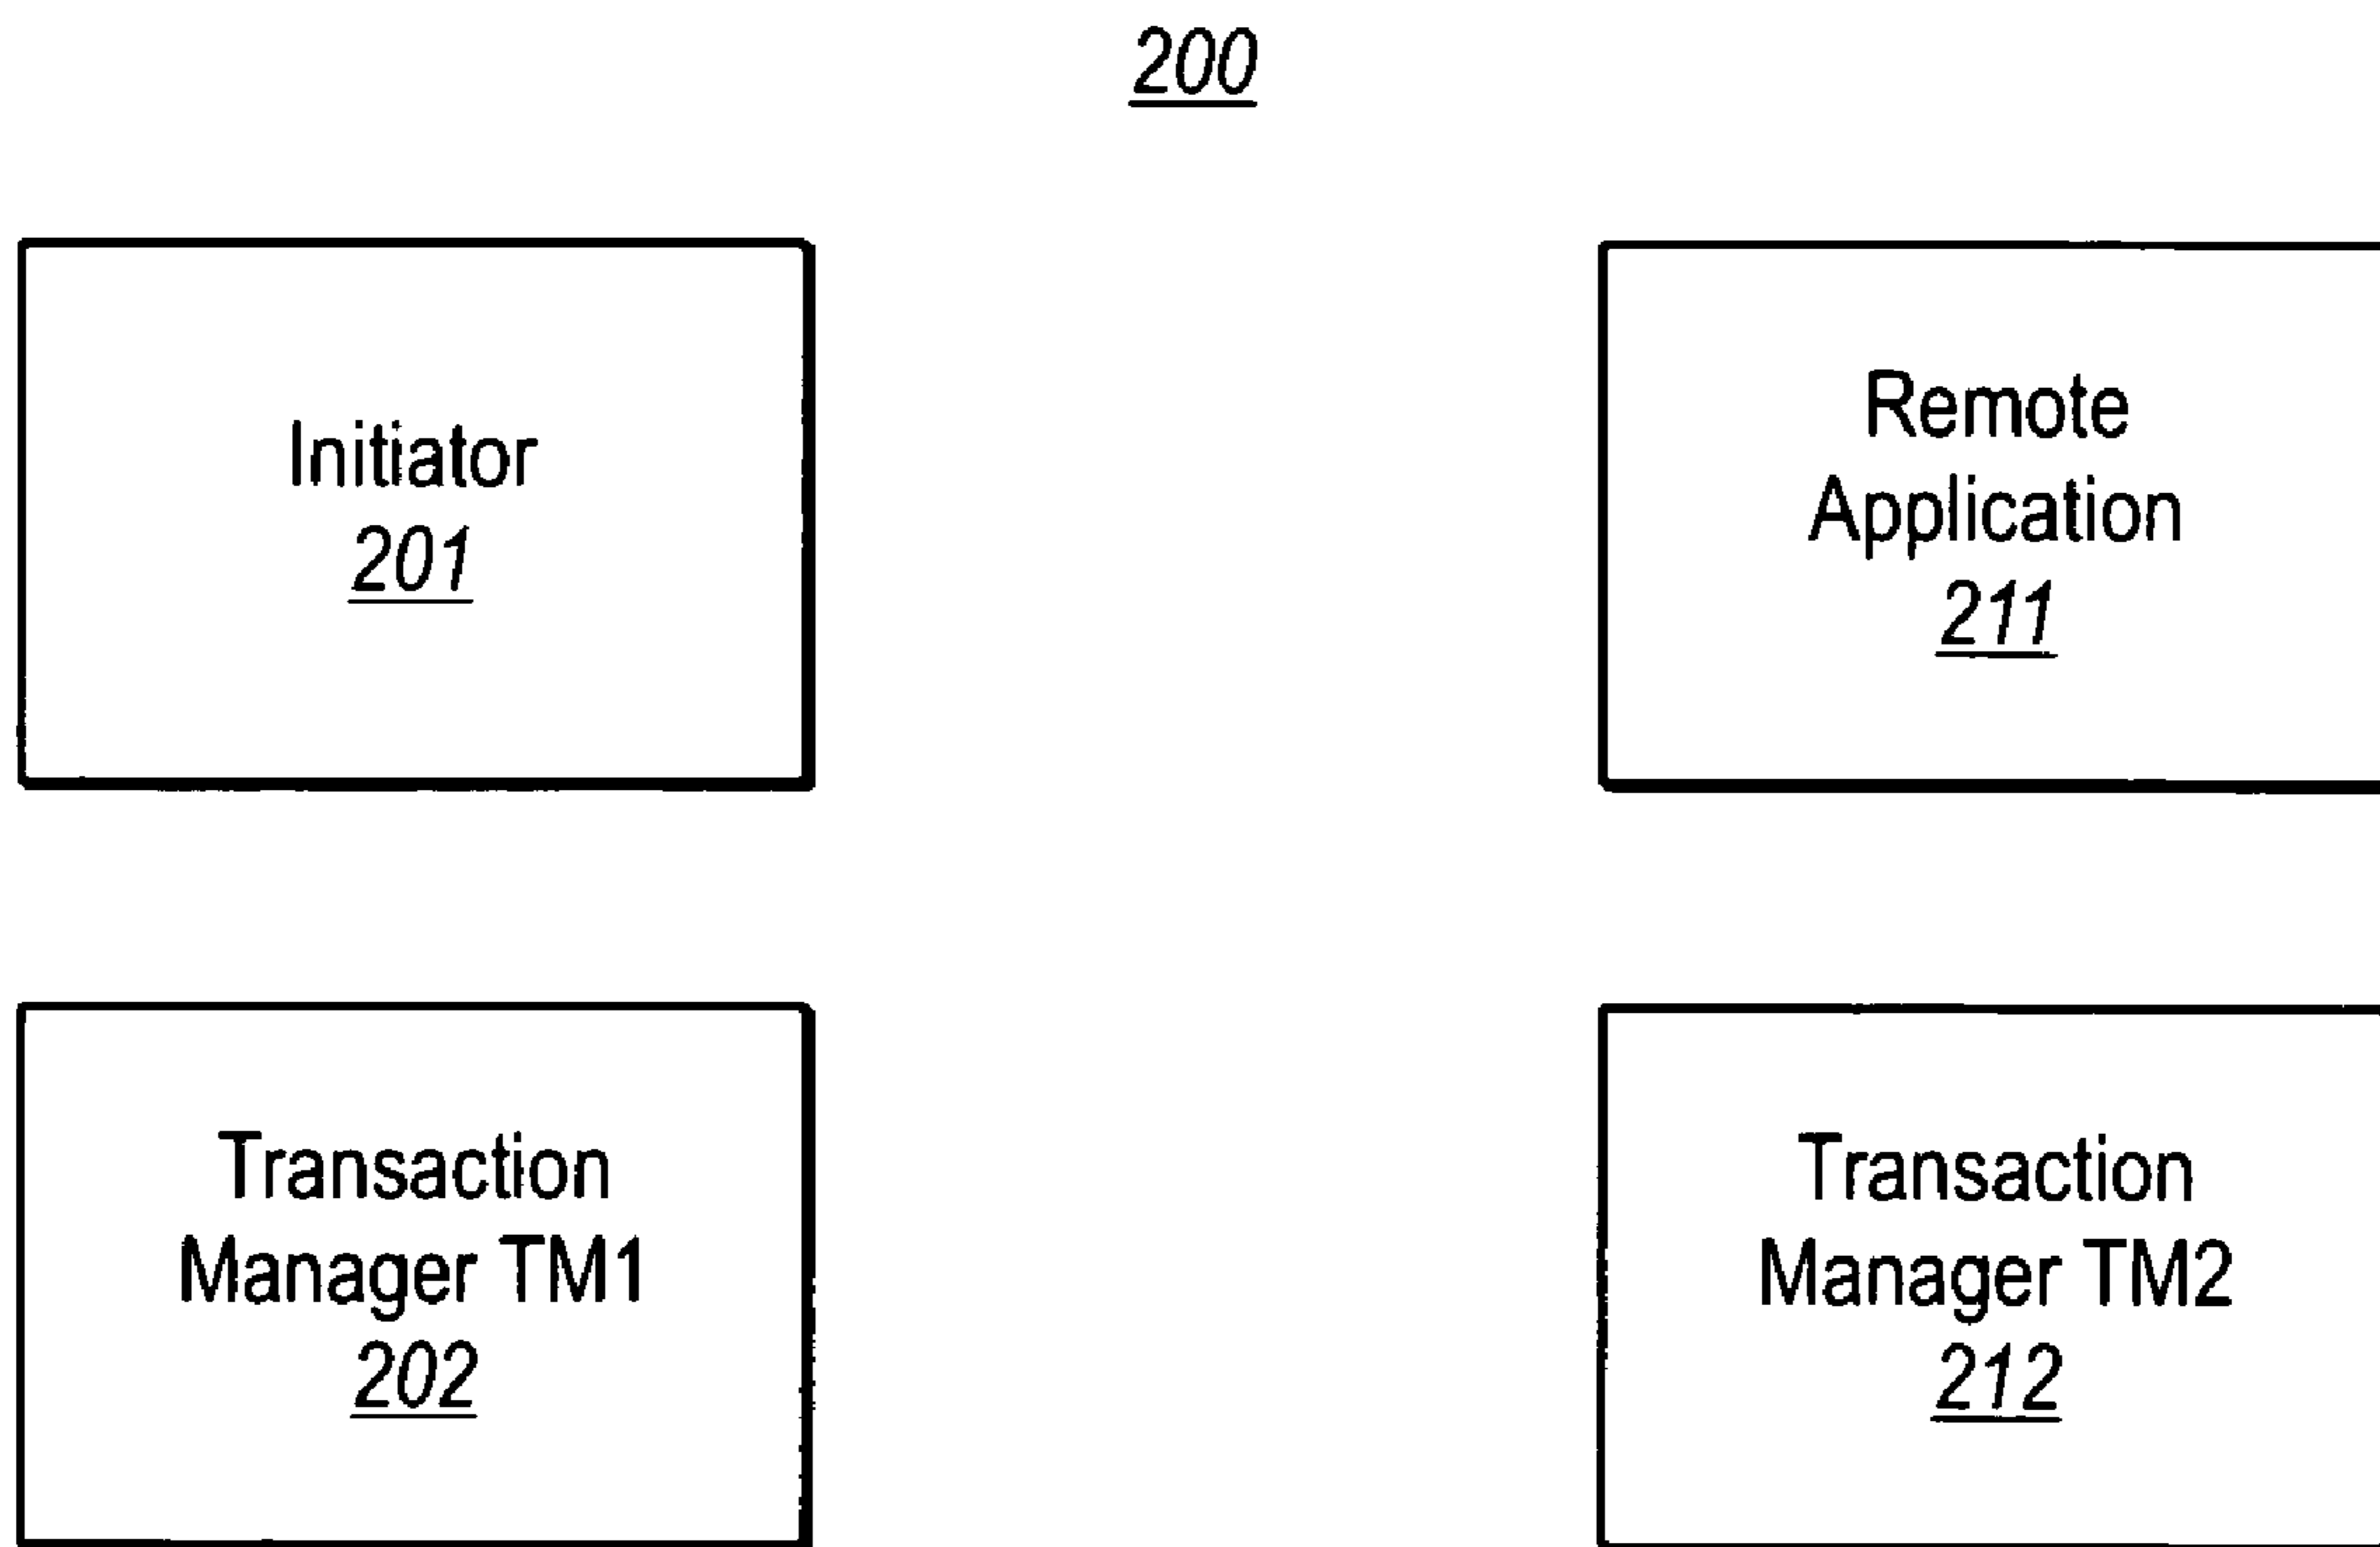 200
Initiator
201
Remote
Application
211
Transaction
Manager TM1
202
Transaction
Manager TM2
212